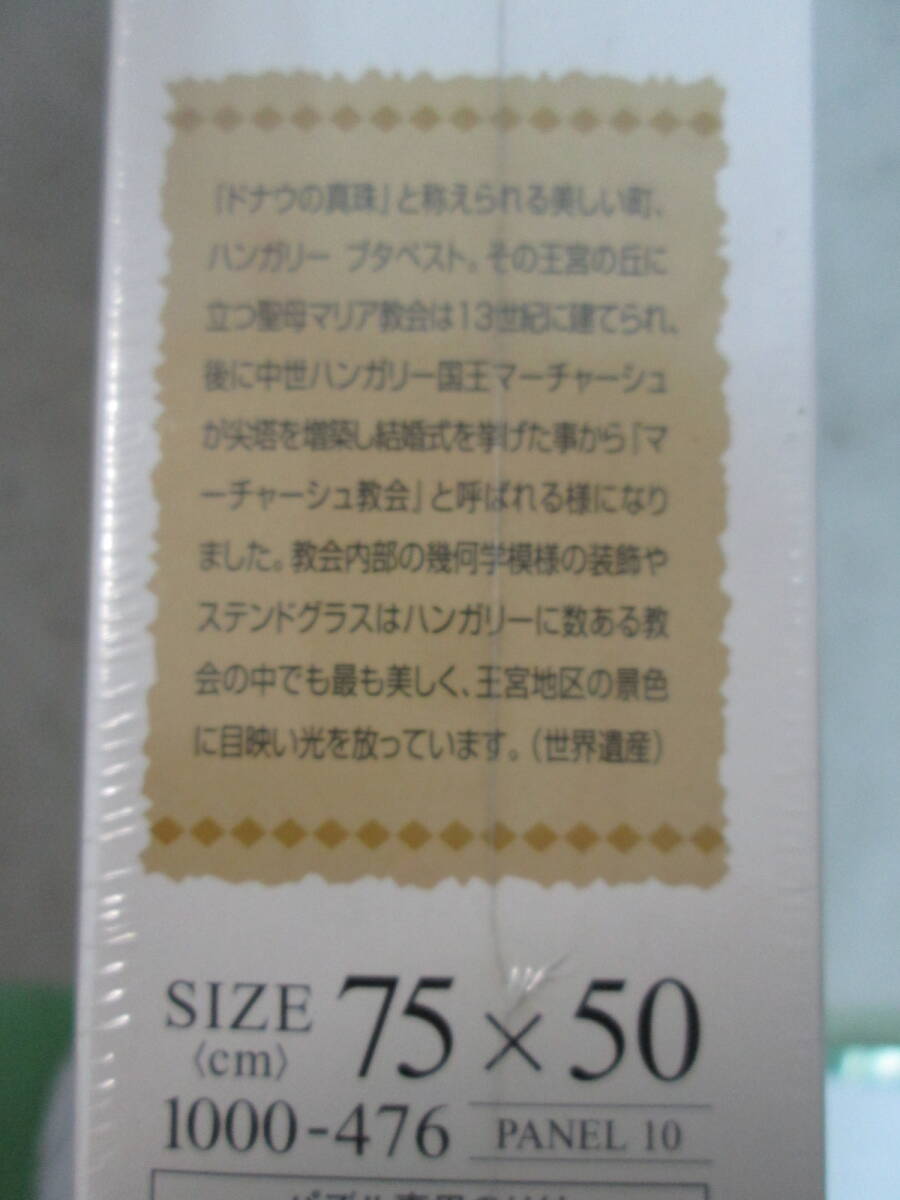 「ドナウの真珠」と称えられる美しい町、
ハンガリー ブタペスト。その王宮の丘に
立つ聖母マリア教会は13世紀に建てられ、
後に中世ハンガリー国王マーチャーシュ
が尖塔を増築し結婚式を挙げた事から「マ
ーチャーシュ教会」と呼ばれる様になり
ました。教会内部の幾何学模様の装飾や
ステンドグラスはハンガリーに数ある教
会の中でも最も美しく、王宮地区の景色
に目映い光を放っています。(世界遺産)
SIZE 75×50
〈cm〉
1000-476 PANEL 10